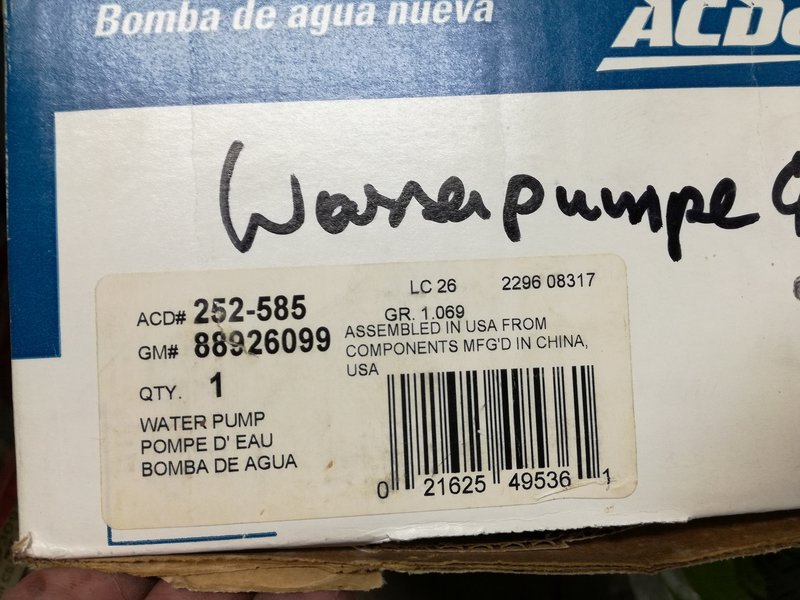 Bomba de agua nueva
ACDe
Wasserpumpe
ACD# 252-585
GM# 88926099
QTY. 1
WATER PUMP
POMPE D' EAU
BOMBA DE AGUA
LC 26 2296 08317
GR. 1.069
ASSEMBLED IN USA FROM
COMPONENTS MFG'D IN CHINA,
USA
0 21625 49536 1